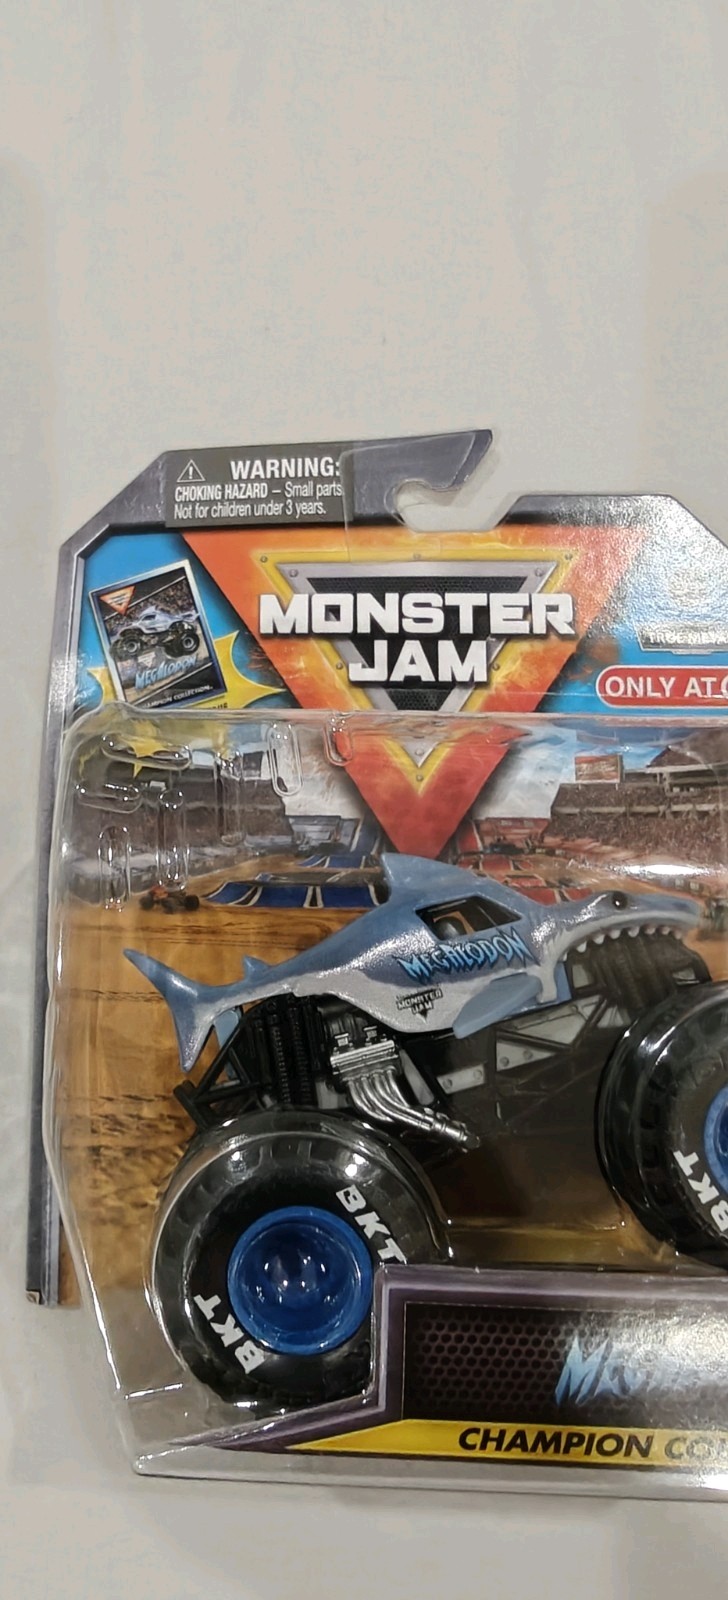 WARNING:
CHOKING HAZARD – Small parts
Not for children under 3 years.
MONSTER
JAM
MEGALODON
ONLY AT
MEGALODON
MONSTER
JAM
BKT
BKT
BKT
CHAMPION